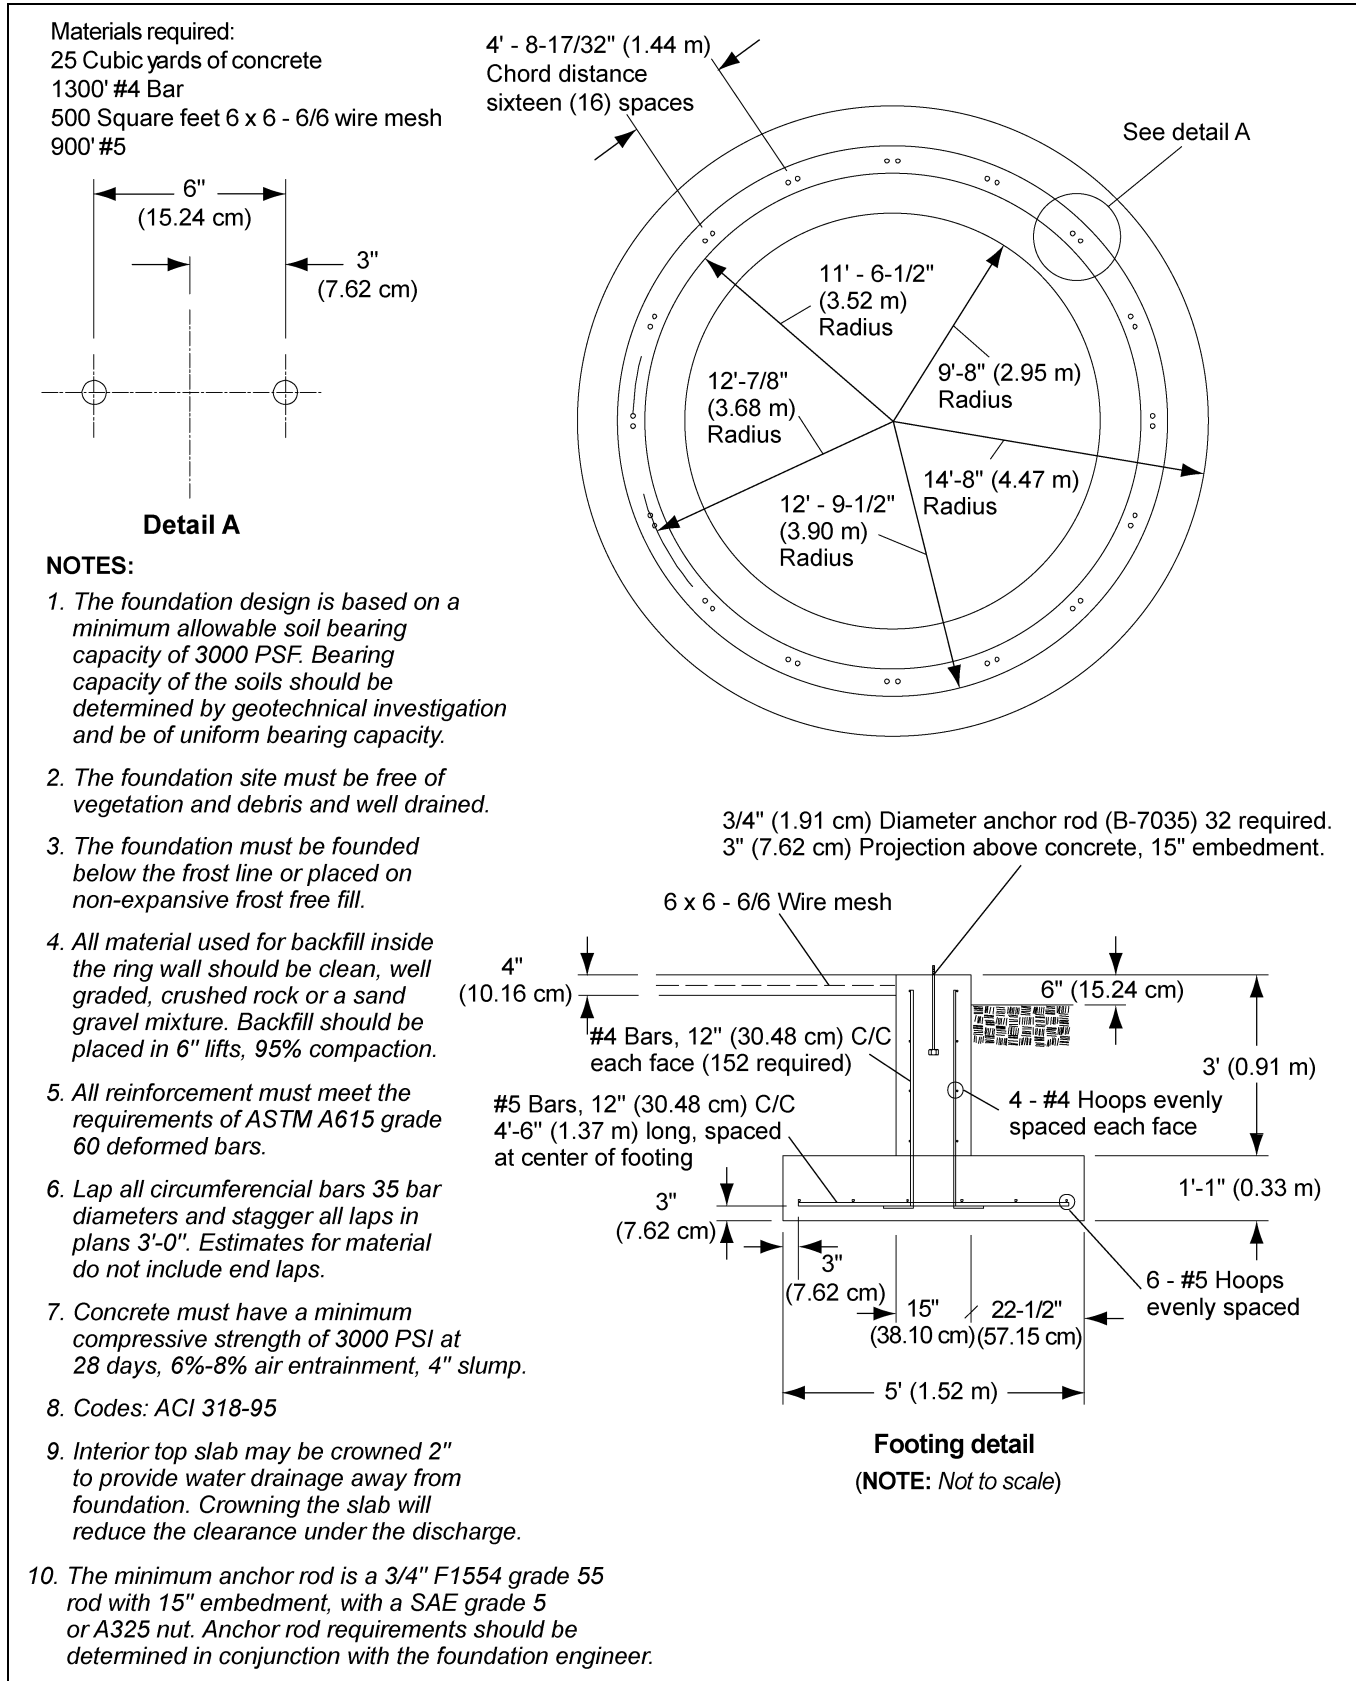 Materials required:
25 Cubic yards of concrete
1300' #4 Bar
500 Square feet 6 x 6 - 6/6 wire mesh
900' #5
6"
(15.24 cm)
3"
(7.62 cm)
Detail A
4' - 8-17/32" (1.44 m)
Chord distance
sixteen (16) spaces
See detail A
11' - 6-1/2"
(3.52 m)
Radius
9'-8" (2.95 m)
Radius
12'-7/8"
(3.68 m)
Radius
14'-8" (4.47 m)
Radius
12' - 9-1/2"
(3.90 m)
Radius
NOTES:
1. The foundation design is based on a
minimum allowable soil bearing
capacity of 3000 PSF. Bearing
capacity of the soils should be
determined by geotechnical investigation
and be of uniform bearing capacity.
2. The foundation site must be free of
vegetation and debris and well drained.
3. The foundation must be founded
below the frost line or placed on
non-expansive frost free fill.
4. All material used for backfill inside
the ring wall should be clean, well
graded, crushed rock or a sand
gravel mixture. Backfill should be
placed in 6" lifts, 95% compaction.
5. All reinforcement must meet the
requirements of ASTM A615 grade
60 deformed bars.
6. Lap all circumferencial bars 35 bar
diameters and stagger all laps in
plans 3'-0". Estimates for material
do not include end laps.
7. Concrete must have a minimum
compressive strength of 3000 PSI at
28 days, 6%-8% air entrainment, 4" slump.
8. Codes: ACI 318-95
9. Interior top slab may be crowned 2"
to provide water drainage away from
foundation. Crowning the slab will
reduce the clearance under the discharge.
10. The minimum anchor rod is a 3/4" F1554 grade 55
rod with 15" embedment, with a SAE grade 5
or A325 nut. Anchor rod requirements should be
determined in conjunction with the foundation engineer.
3/4" (1.91 cm) Diameter anchor rod (B-7035) 32 required.
3" (7.62 cm) Projection above concrete, 15" embedment.
6 x 6 - 6/6 Wire mesh
4"
(10.16 cm)
6" (15.24 cm)
#4 Bars, 12" (30.48 cm) C/C
each face (152 required)
3' (0.91 m)
#5 Bars, 12" (30.48 cm) C/C
4'-6" (1.37 m) long, spaced
at center of footing
4 - #4 Hoops evenly
spaced each face
3"
(7.62 cm)
1'-1" (0.33 m)
3"
(7.62 cm)
6 - #5 Hoops
evenly spaced
15"
(38.10 cm)
22-1/2"
(57.15 cm)
5' (1.52 m)
Footing detail
(NOTE: Not to scale)